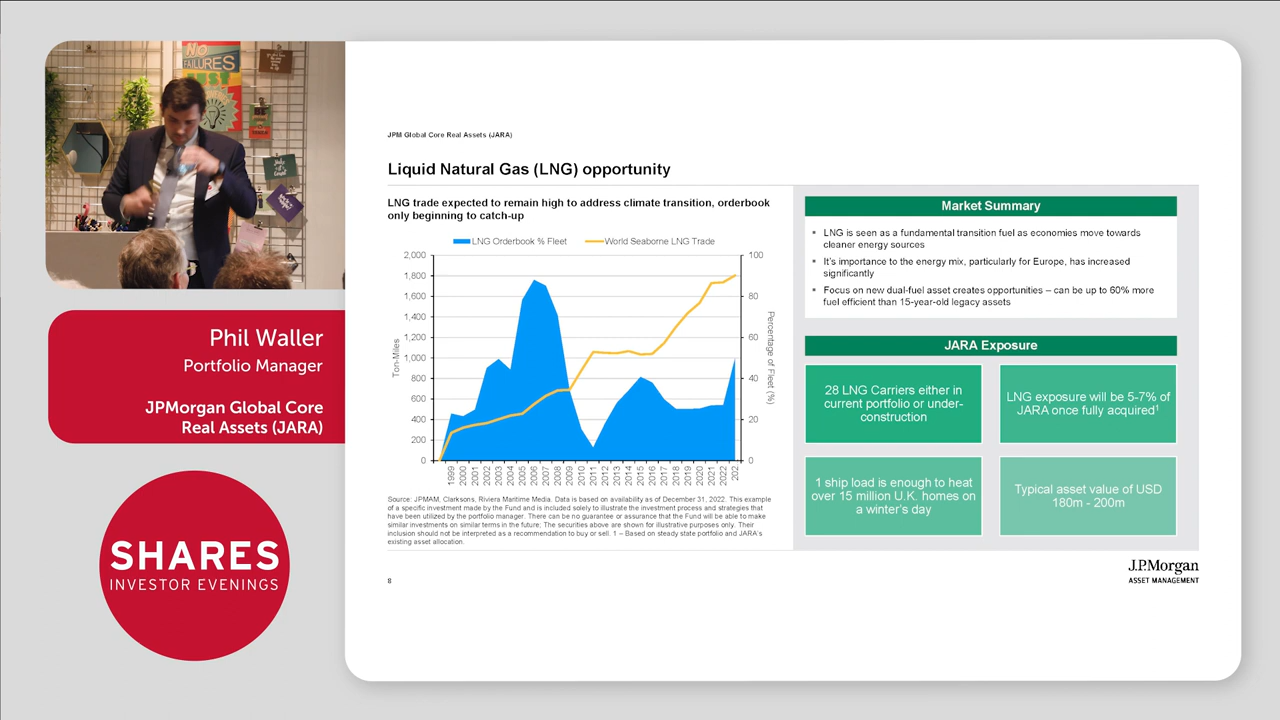 NO
FAILURES
JUST
BE
Phil Waller
Portfolio Manager
JPMorgan Global Core
Real Assets (JARA)
SHARES
INVESTOR EVENINGS
JPM Global Core Real Assets (JARA)
Liquid Natural Gas (LNG) opportunity
LNG trade expected to remain high to address climate transition, orderbook
only beginning to catch-up
LNG Orderbook % Fleet
World Seaborne LNG Trade
2,000
1,800
1,600
1,400
1,200
1,000
800
600
400
200
0
Ton-Miles
100
80
60
40
20
0
Percentage of Fleet (%)
1999
2000
2001
2002
2003
2004
2005
2006
2007
2008
2009
2010
2011
2012
2013
2014
2015
2016
2017
2018
2019
2020
2021
2022
202
Source: JPMAM, Clarksons, Riviera Maritime Media. Data is based on availability as of December 31, 2022. This example
of a specific investment made by the Fund and is included solely to illustrate the investment process and strategies that
have been utilized by the portfolio manager. There can be no guarantee or assurance that the Fund will be able to make
similar investments on similar terms in the future; The securities above are shown for illustrative purposes only. Their
inclusion should not be interpreted as a recommendation to buy or sell. 1 – Based on steady state portfolio and JARA's
existing asset allocation.
Market Summary
▪ LNG is seen as a fundamental transition fuel as economies move towards
cleaner energy sources
▪ It's importance to the energy mix, particularly for Europe, has increased
significantly
▪ Focus on new dual-fuel asset creates opportunities – can be up to 60% more
fuel efficient than 15-year-old legacy assets
JARA Exposure
28 LNG Carriers either in
current portfolio or under-
construction
LNG exposure will be 5-7% of
JARA once fully acquired¹
1 ship load is enough to heat
over 15 million U.K. homes on
a winter's day
Typical asset value of USD
180m - 200m
8
J.P.Morgan
ASSET MANAGEMENT